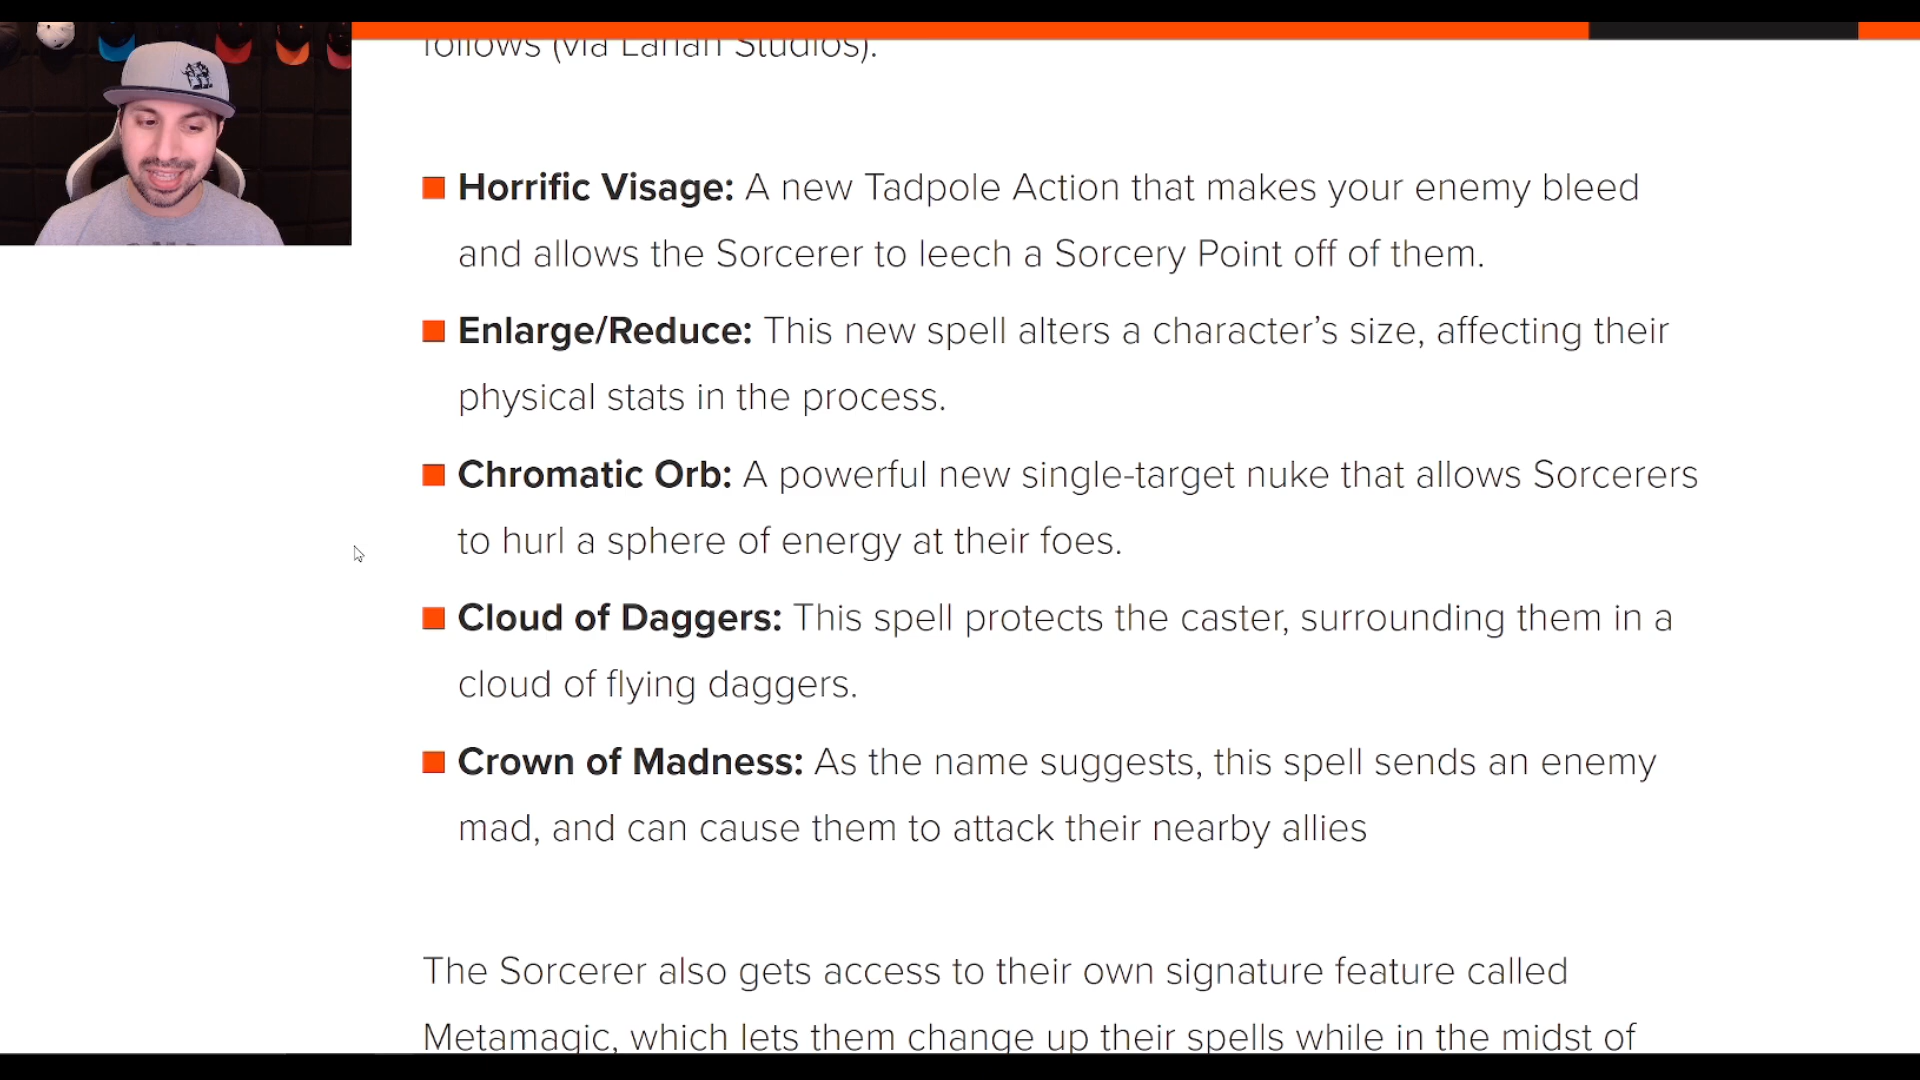 follows (via Larian Studios).
Horrific Visage: A new Tadpole Action that makes your enemy bleed
and allows the Sorcerer to leech a Sorcery Point off of them.
Enlarge/Reduce: This new spell alters a character’s size, affecting their
physical stats in the process.
Chromatic Orb: A powerful new single-target nuke that allows Sorcerers
to hurl a sphere of energy at their foes.
Cloud of Daggers: This spell protects the caster, surrounding them in a
cloud of flying daggers.
Crown of Madness: As the name suggests, this spell sends an enemy
mad, and can cause them to attack their nearby allies
The Sorcerer also gets access to their own signature feature called
Metamagic, which lets them change up their spells while in the midst of